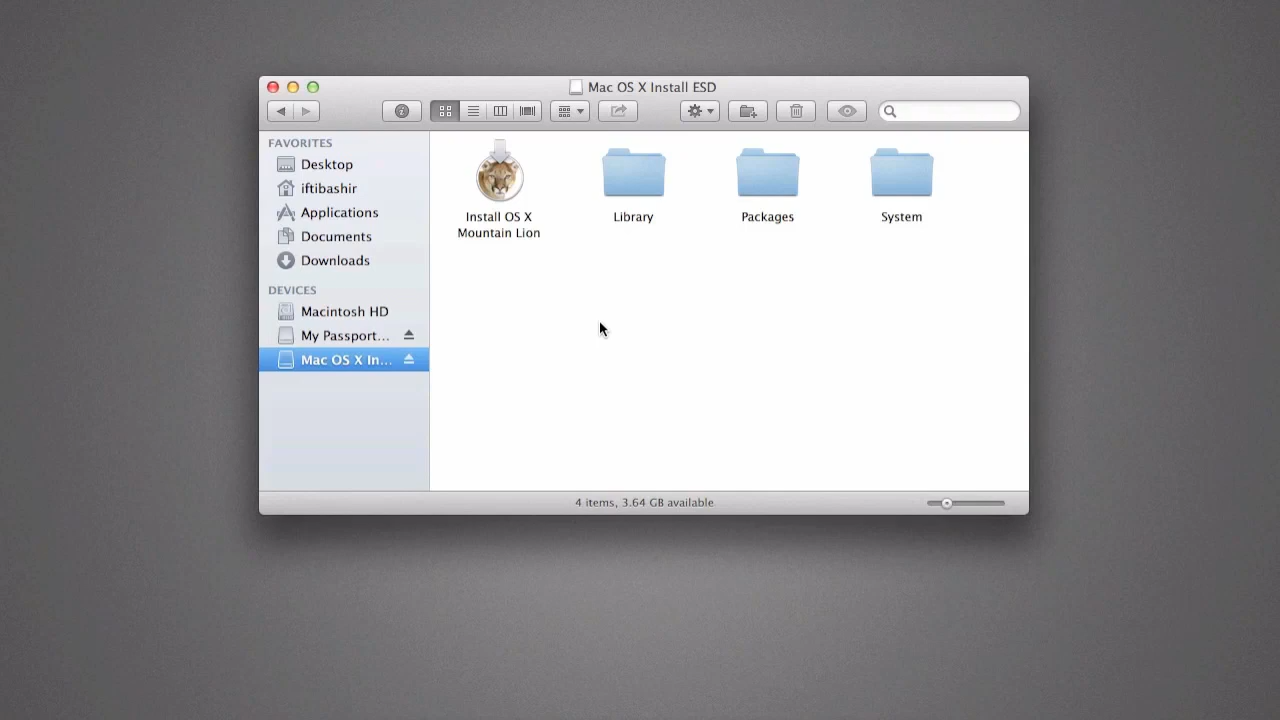 Mac OS X Install ESD
FAVORITES
Desktop
iftibashir
Applications
Documents
Downloads
DEVICES
Macintosh HD
My Passport...
Mac OS X In...
Install OS X
Mountain Lion
Library
Packages
System
4 items, 3.64 GB available